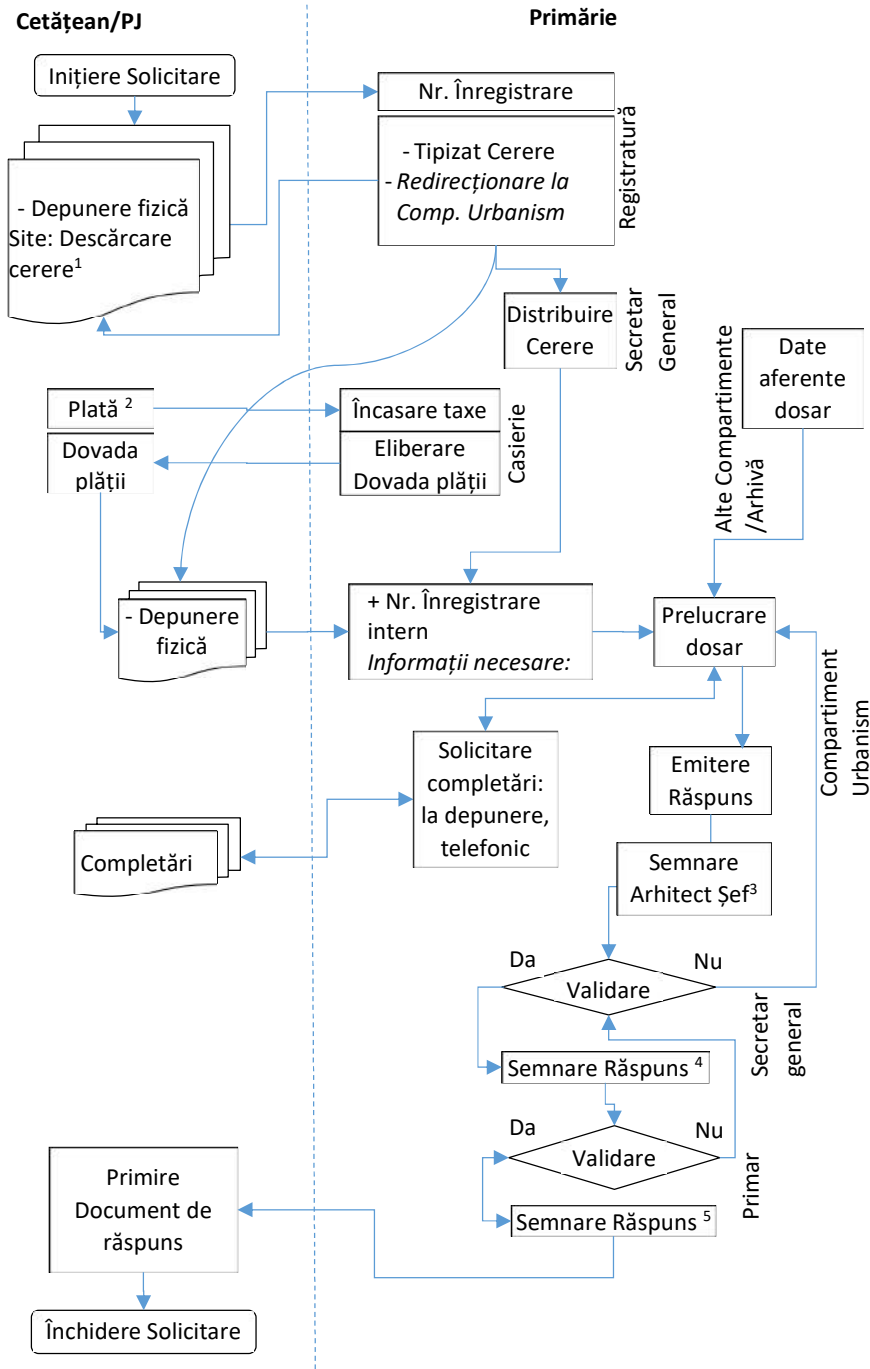 Cetățean/PJ
Primărie
Inițiere Solicitare
Nr. Înregistrare
- Tipizat Cerere
- Redirecționare la
Comp. Urbanism
Registratură
- Depunere fizică
Site: Descărcare
cerere¹
Distribuire
Cerere
Secretar
General
Date
aferente
dosar
Alte Compartimente
/Arhivă
Plată ²
Încasare taxe
Dovada
plății
Eliberare
Dovada plății
Casierie
- Depunere
fizică
+ Nr. Înregistrare
intern
Informații necesare:
Prelucrare
dosar
Compartiment
Urbanism
Solicitare
completări:
la depunere,
telefonic
Emitere
Răspuns
Completări
Semnare
Arhitect Șef³
Da
Nu
Validare
Secretar
general
Semnare Răspuns ⁴
Da
Nu
Validare
Primar
Primire
Document de
răspuns
Semnare Răspuns ⁵
Închidere Solicitare